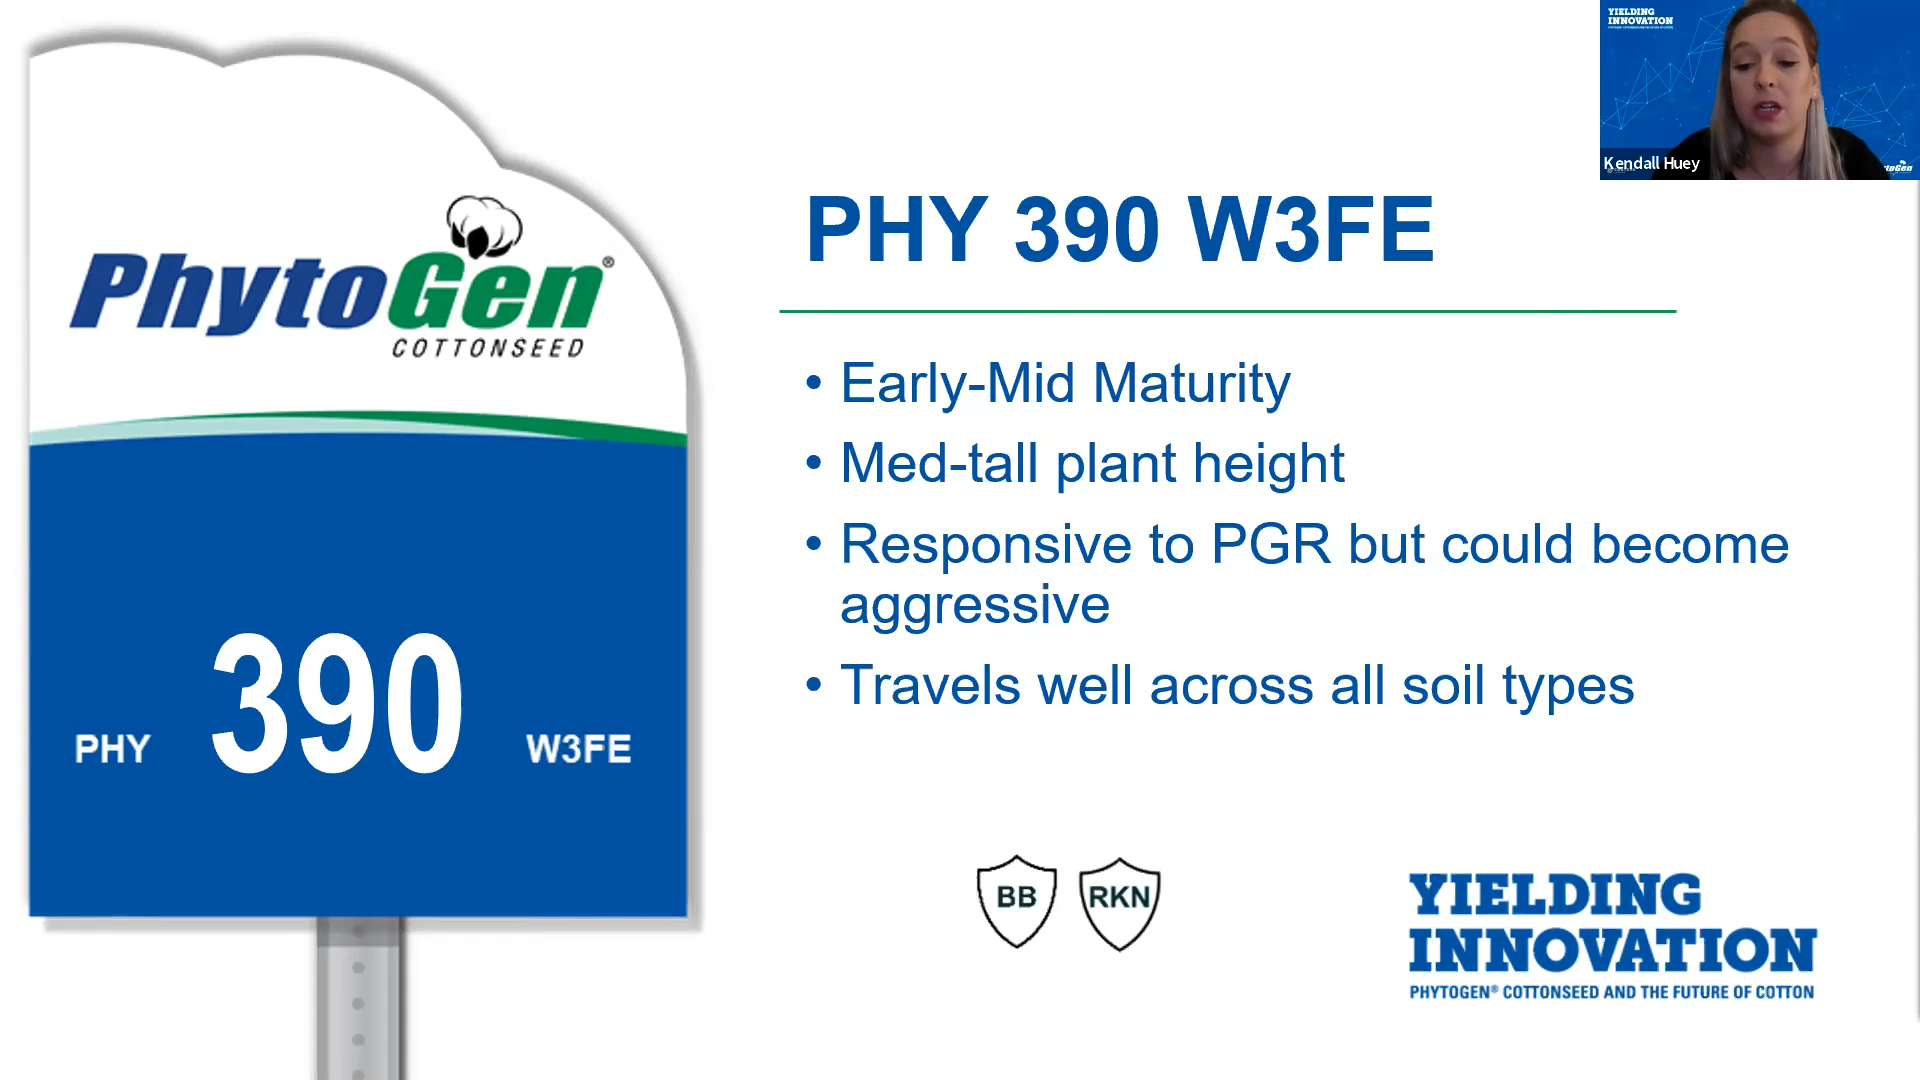 YIELDING
INNOVATION
Kendall Huey
PhytoGen®
COTTONSEED
PHY 390 W3FE
PHY 390 W3FE
• Early-Mid Maturity
• Med-tall plant height
• Responsive to PGR but could become
aggressive
• Travels well across all soil types
BB RKN
YIELDING
INNOVATION
PHYTOGEN® COTTONSEED AND THE FUTURE OF COTTON